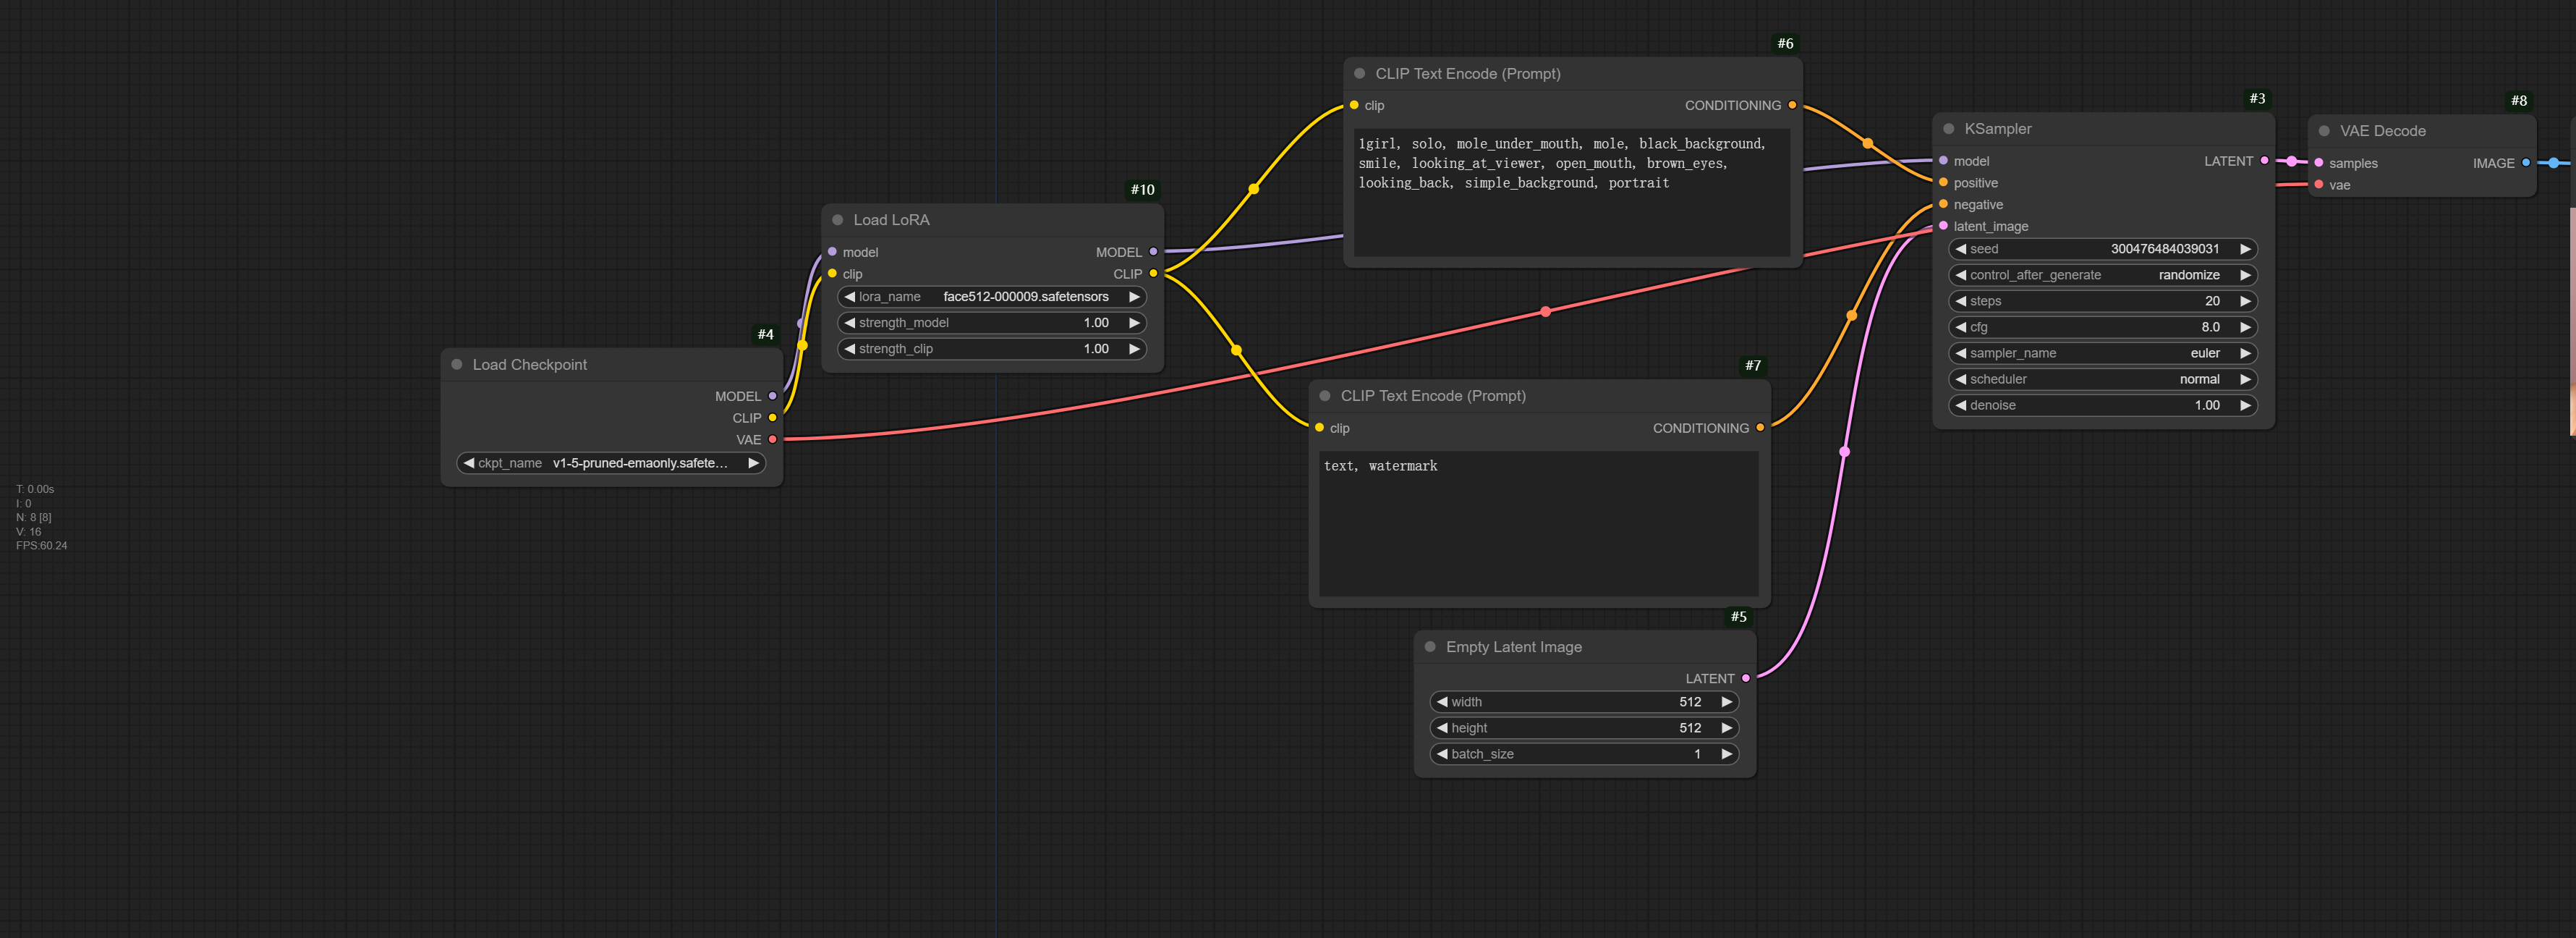 #4
Load Checkpoint
MODEL
CLIP
VAE
ckpt_name v1-5-pruned-emaonly.safete...
#10
Load LoRA
model MODEL
clip CLIP
lora_name face512-000009.safetensors
strength_model 1.00
strength_clip 1.00
#6
CLIP Text Encode (Prompt)
clip CONDITIONING
1girl, solo, mole_under_mouth, mole, black_background,
smile, looking_at_viewer, open_mouth, brown_eyes,
looking_back, simple_background, portrait
#7
CLIP Text Encode (Prompt)
clip CONDITIONING
text, watermark
#5
Empty Latent Image
LATENT
width 512
height 512
batch_size 1
#3
KSampler
model LATENT
positive
negative
latent_image
seed 300476484039031
control_after_generate randomize
steps 20
cfg 8.0
sampler_name euler
scheduler normal
denoise 1.00
#8
VAE Decode
samples IMAGE
vae
T: 0.00s
I: 0
N: 8 [8]
V: 16
FPS:60.24